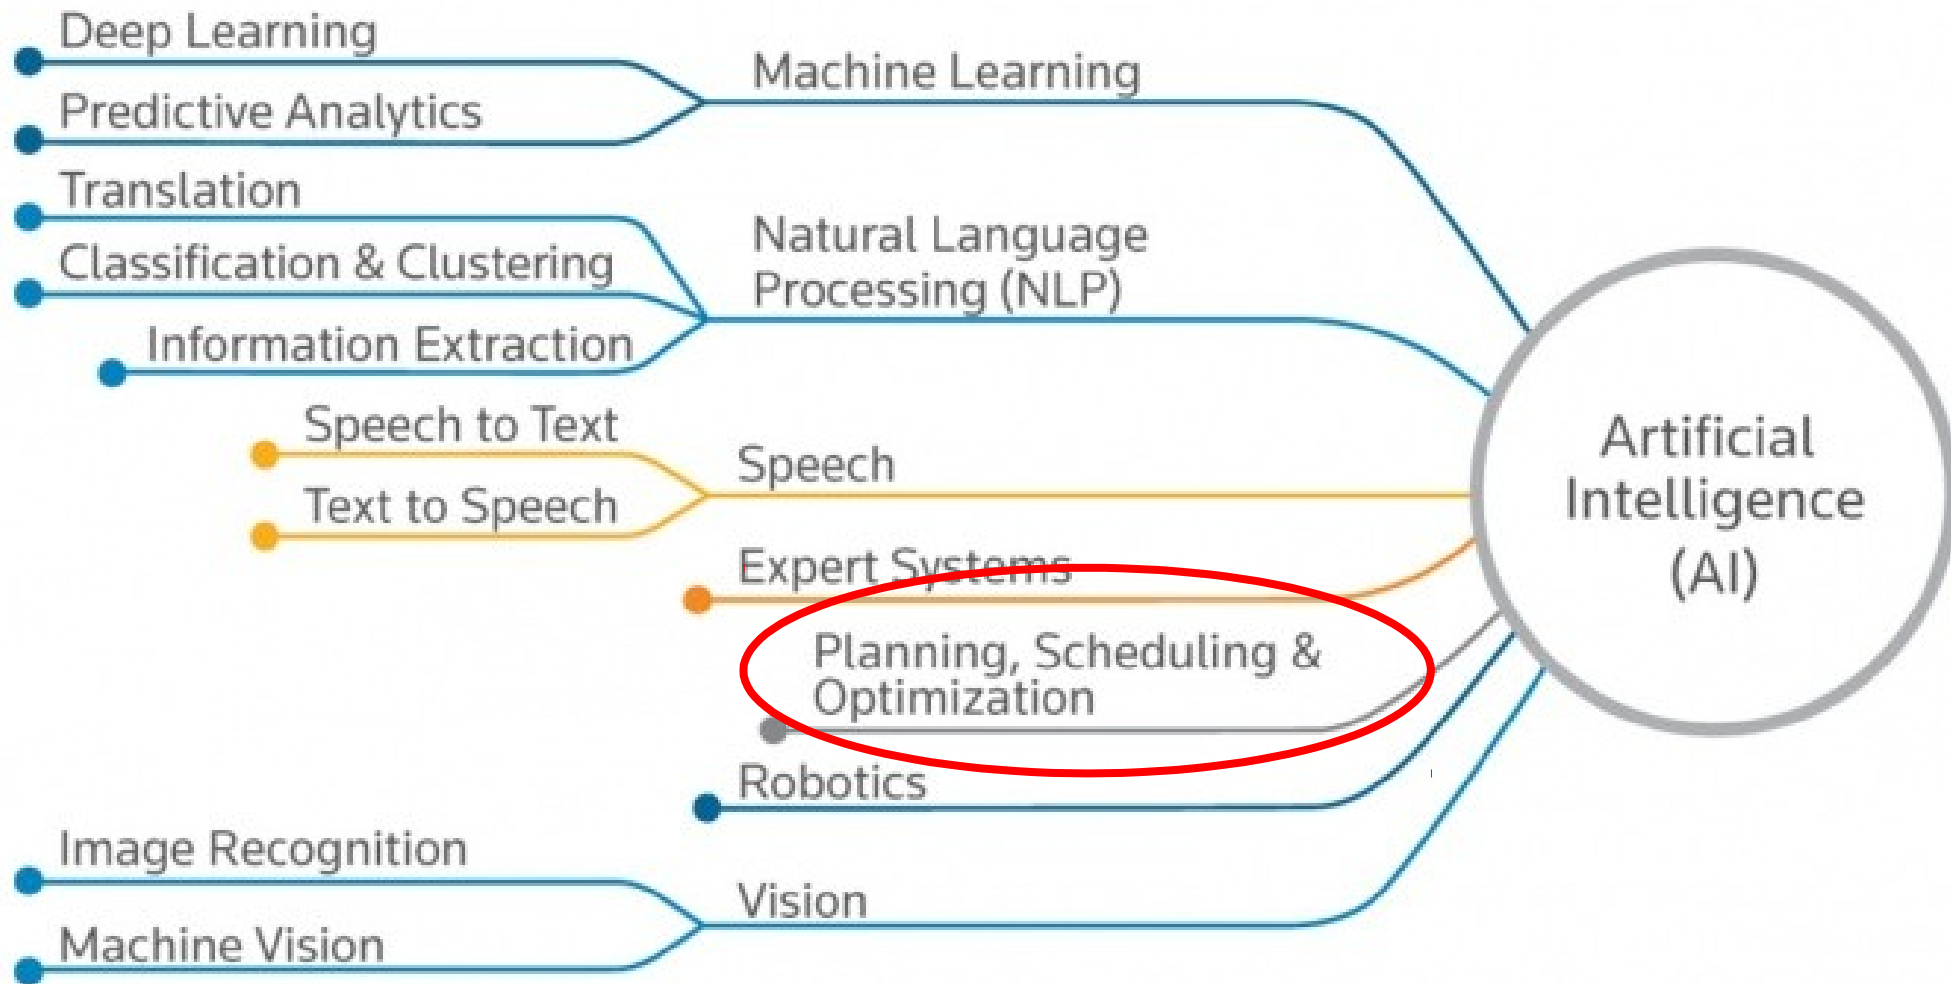 Deep Learning
Predictive Analytics
Machine Learning
Translation
Classification & Clustering
Information Extraction
Natural Language
Processing (NLP)
Speech to Text
Text to Speech
Speech
Expert Systems
Planning, Scheduling &
Optimization
Robotics
Image Recognition
Machine Vision
Vision
Artificial
Intelligence
(AI)